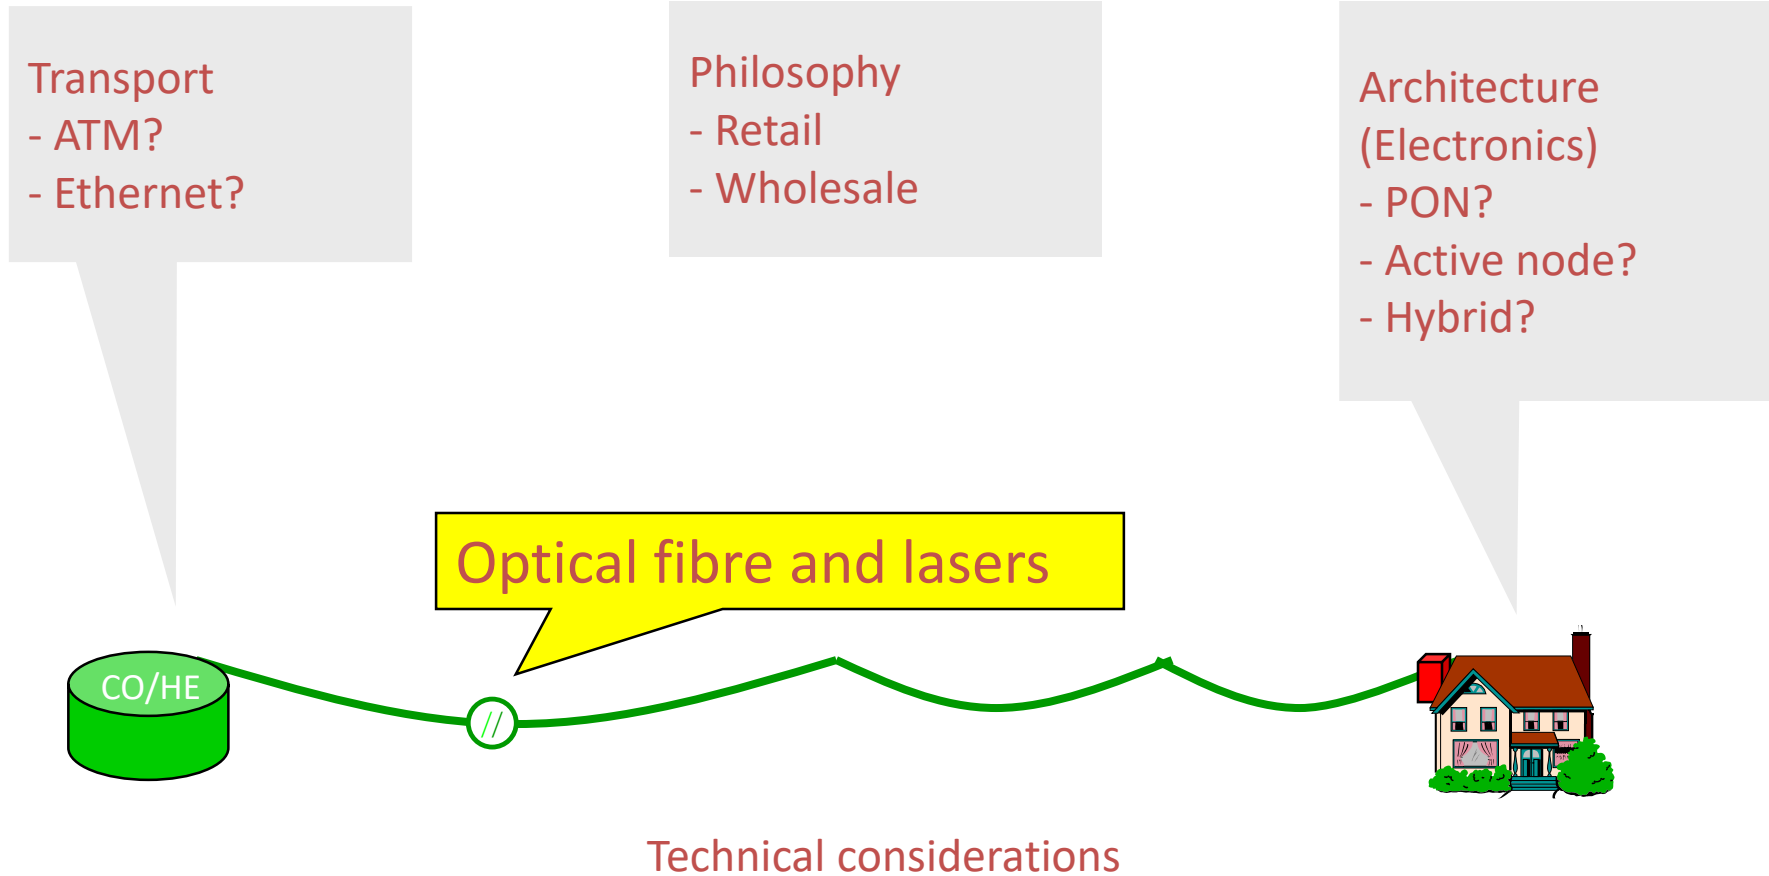 Transport
- ATM?
- Ethernet?
Philosophy
- Retail
- Wholesale
Architecture
(Electronics)
- PON?
- Active node?
- Hybrid?
Optical fibre and lasers
CO/HE
//
Technical considerations